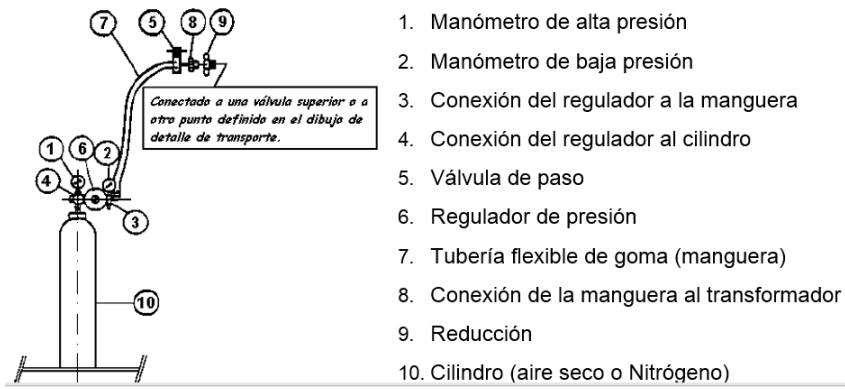 7
5
8
9
Conectado a una válvula superior o a
otro punto definido en el dibujo de
detalle de transporte.
1
6
2
4
3
10
1. Manómetro de alta presión
2. Manómetro de baja presión
3. Conexión del regulador a la manguera
4. Conexión del regulador al cilindro
5. Válvula de paso
6. Regulador de presión
7. Tubería flexible de goma (manguera)
8. Conexión de la manguera al transformador
9. Reducción
10. Cilindro (aire seco o Nitrógeno)